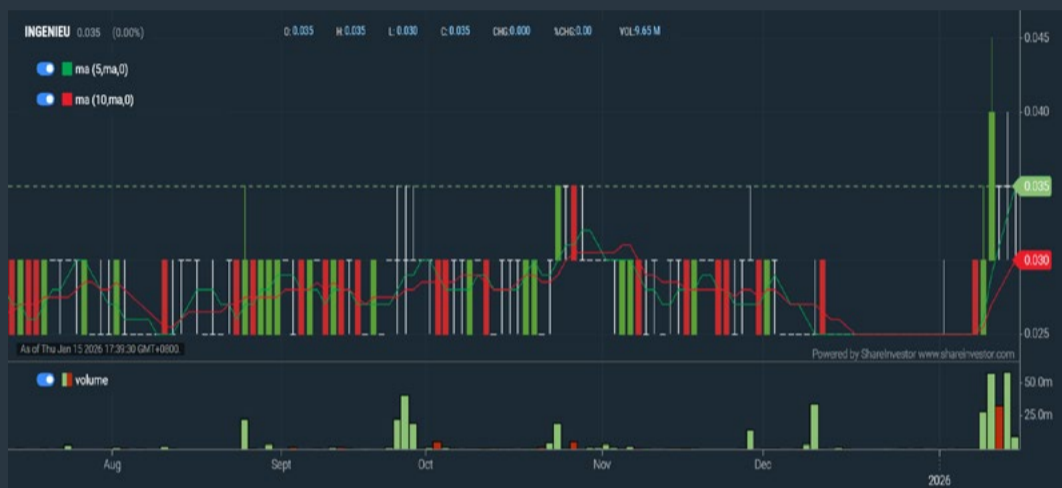 INGENIEU 0.035 (0.00%) O: 0.035 H: 0.035 L: 0.030 C: 0.035 CHG:0.000 %CHG:0.00 VOL:9.65 M
ma (5,ma,0)
ma (10,ma,0)
0.045
0.040
0.035
0.030
0.025
As of Thu Jan 15 2026 17:39:30 GMT+0800.
Powered by ShareInvestor www.shareinvestor.com
volume
50.0m
25.0m
Aug Sept Oct Nov Dec
2026